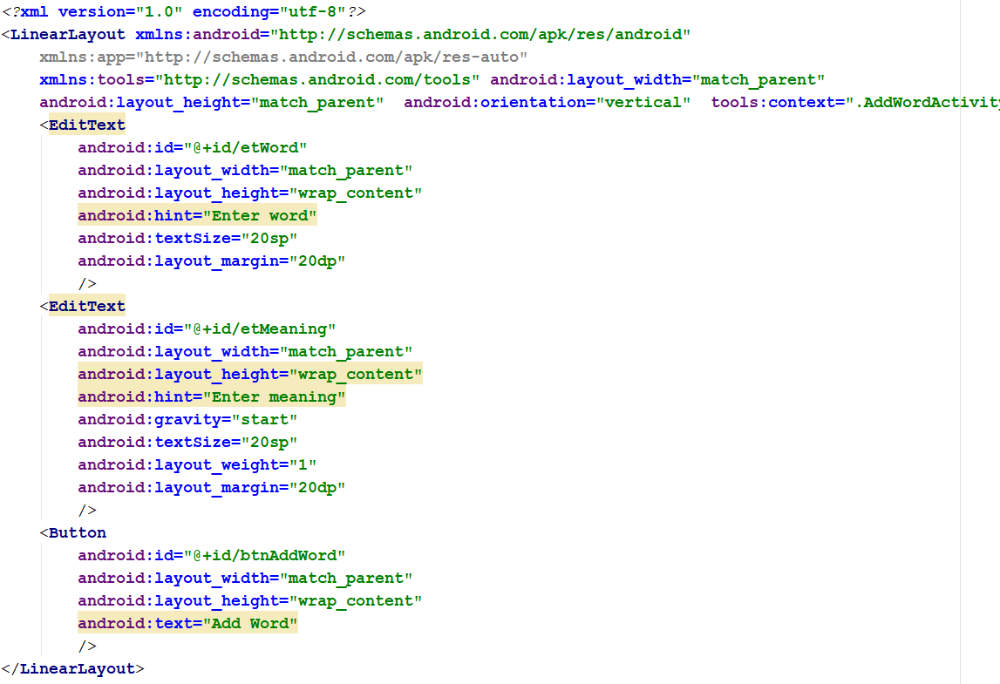 <?xml version="1.0" encoding="utf-8"?>
<LinearLayout xmlns:android="http://schemas.android.com/apk/res/android"
    xmlns:app="http://schemas.android.com/apk/res-auto"
    xmlns:tools="http://schemas.android.com/tools" android:layout_width="match_parent"
    android:layout_height="match_parent"  android:orientation="vertical"  tools:context=".AddWordActivity
    <EditText
        android:id="@+id/etWord"
        android:layout_width="match_parent"
        android:layout_height="wrap_content"
        android:hint="Enter word"
        android:textSize="20sp"
        android:layout_margin="20dp"
        />
    <EditText
        android:id="@+id/etMeaning"
        android:layout_width="match_parent"
        android:layout_height="wrap_content"
        android:hint="Enter meaning"
        android:gravity="start"
        android:textSize="20sp"
        android:layout_weight="1"
        android:layout_margin="20dp"
        />
    <Button
        android:id="@+id/btnAddWord"
        android:layout_width="match_parent"
        android:layout_height="wrap_content"
        android:text="Add Word"
        />
</LinearLayout>